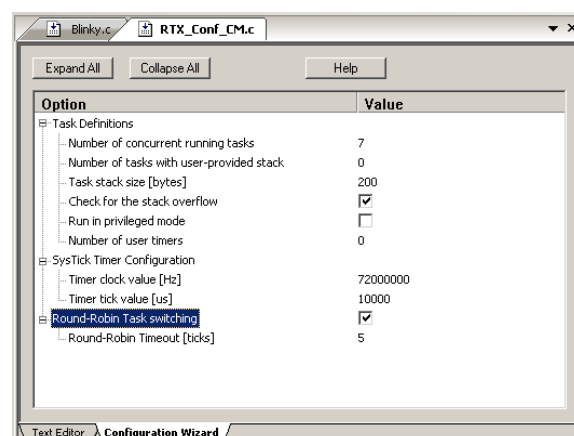 Blinky.c RTX_Conf_CM.c
Expand All Collapse All Help
Option Value
Task Definitions
Number of concurrent running tasks 7
Number of tasks with user-provided stack 0
Task stack size [bytes] 200
Check for the stack overflow
Run in privileged mode
Number of user timers 0
SysTick Timer Configuration
Timer clock value [Hz] 72000000
Timer tick value [us] 10000
Round-Robin Task switching
Round-Robin Timeout [ticks] 5
Text Editor Configuration Wizard